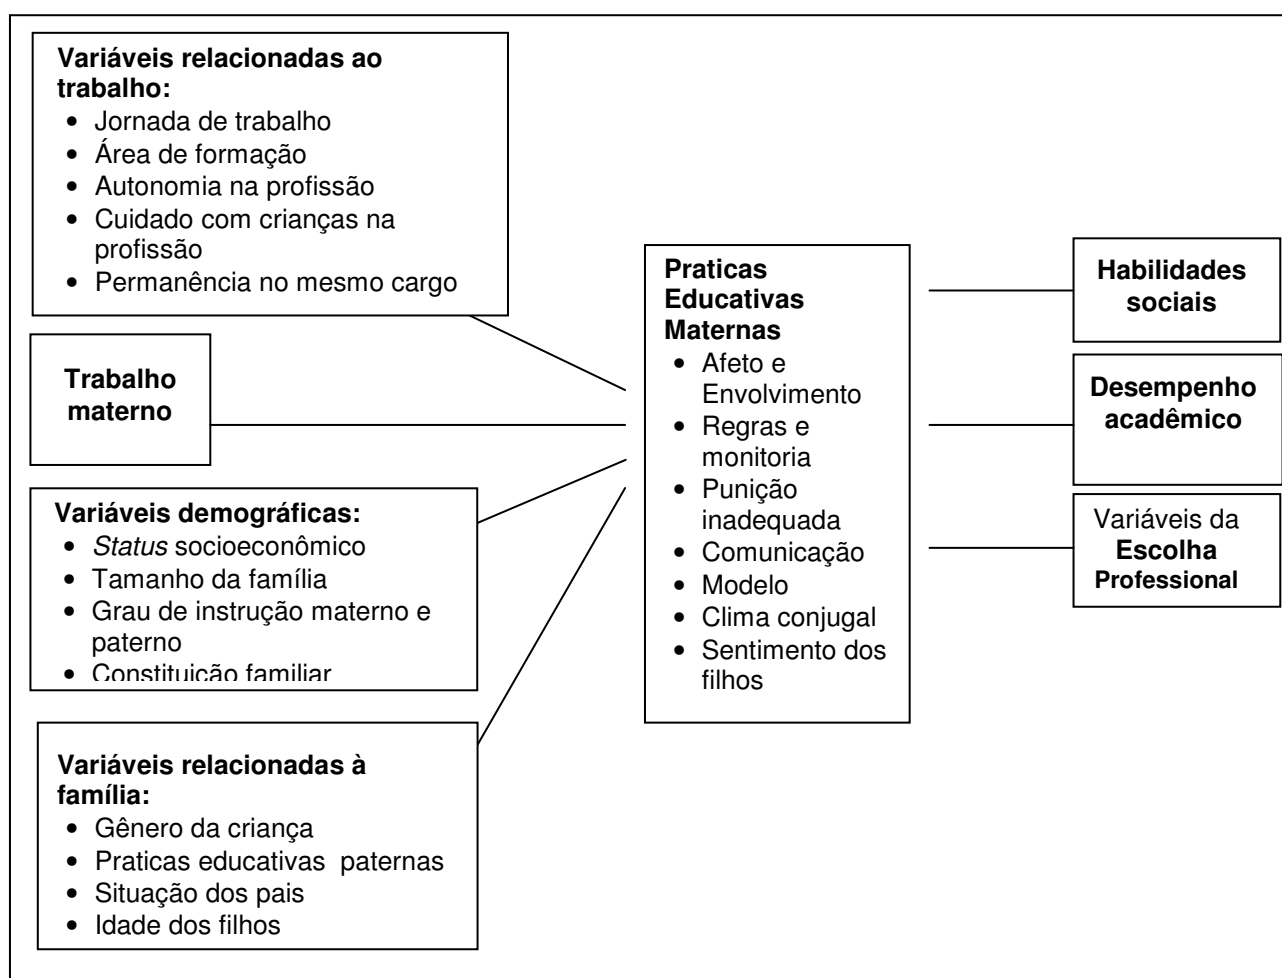 Variáveis relacionadas ao
trabalho:
• Jornada de trabalho
• Área de formação
• Autonomia na profissão
• Cuidado com crianças na
profissão
• Permanência no mesmo cargo
Trabalho
materno
Variáveis demográficas:
• Status socioeconômico
• Tamanho da família
• Grau de instrução materno e
paterno
• Constituição familiar
Variáveis relacionadas à
família:
• Gênero da criança
• Praticas educativas paternas
• Situação dos pais
• Idade dos filhos
Praticas
Educativas
Maternas
• Afeto e
Envolvimento
• Regras e
monitoria
• Punição
inadequada
• Comunicação
• Modelo
• Clima conjugal
• Sentimento dos
filhos
Habilidades
sociais
Desempenho
acadêmico
Variáveis da
Escolha
Professional